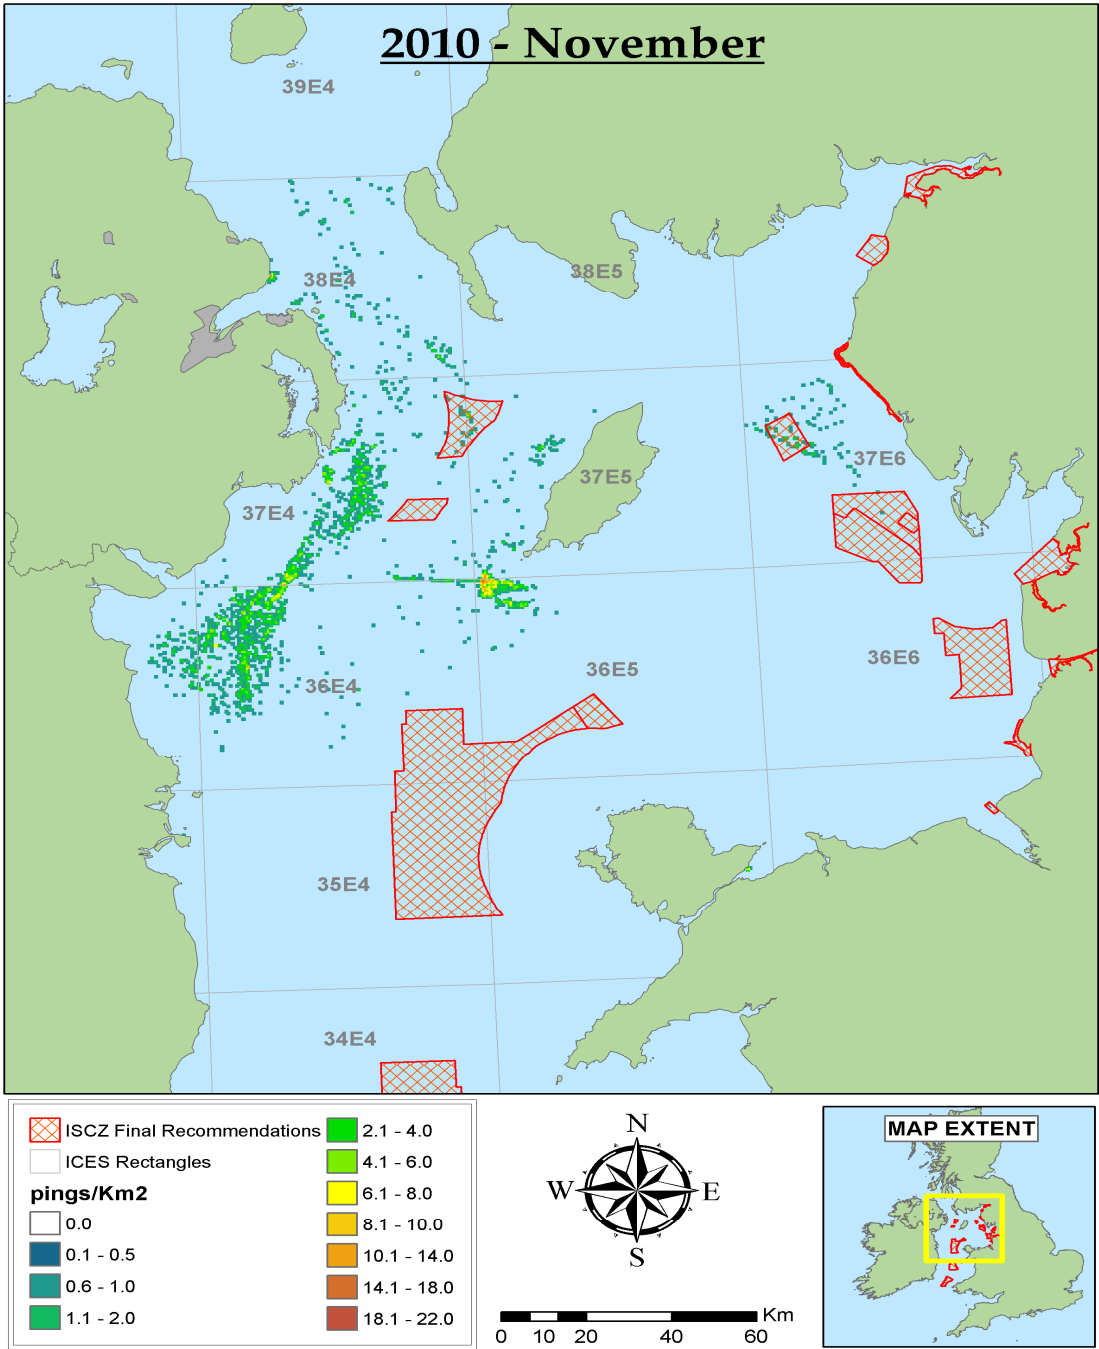 2010 - November
39E4
38E5
38E4
37E6
37E5
37E4
36E6
36E5
36E4
35E4
34E4
ISCZ Final Recommendations
ICES Rectangles
pings/Km2
0.0
0.1 - 0.5
0.6 - 1.0
1.1 - 2.0
2.1 - 4.0
4.1 - 6.0
6.1 - 8.0
8.1 - 10.0
10.1 - 14.0
14.1 - 18.0
18.1 - 22.0
N
W E
S
Km
0 10 20 40 60
MAP EXTENT